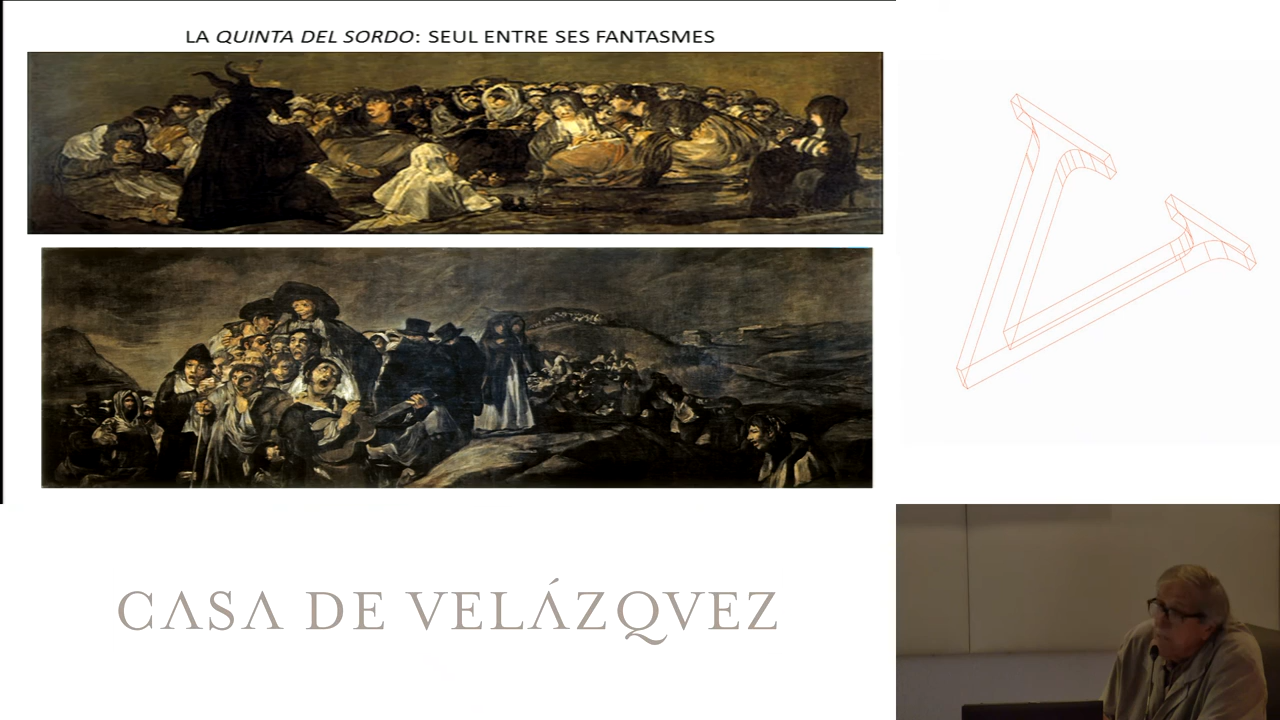 LA QUINTA DEL SORDO: SEUL ENTRE SES FANTASMES
CASA DE VELÁZQVEZ